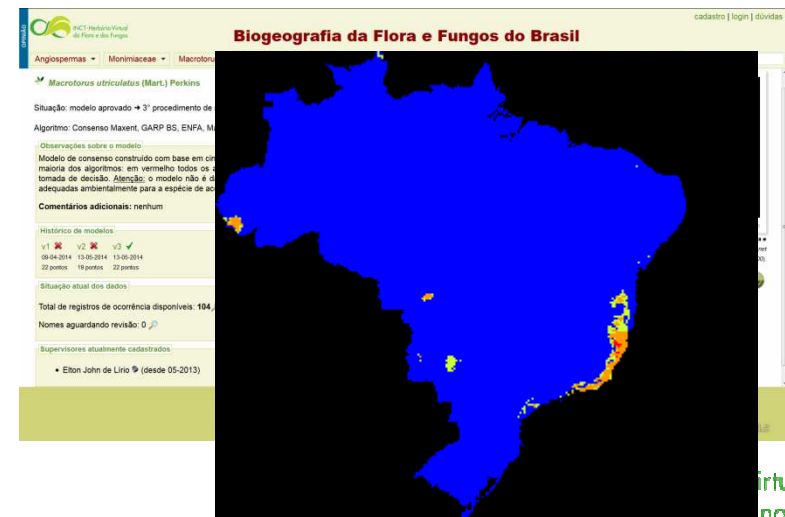 cadastro | login | dúvidas
OPINIÃO
INCT-Herbário Virtual
da Flora e dos Fungos
Biogeografia da Flora e Fungos do Brasil
Angiospermas Monimiaceae
Macrotorus utriculatus (Mart.) Perkins
Situação: modelo aprovado ➔ 3° procedimento de
Algoritmo: Consenso Maxent, GARP BS, ENFA,
Observações sobre o modelo
Modelo de consenso construído com base em
maioria dos algoritmos: em vermelho todos os
tomada de decisão. Atenção: o modelo não é
adequadas ambientalmente para a espécie de
Comentários adicionais: nenhum
Histórico de modelos
v1 ✖ v2 ✖ v3 ✓
09-04-2014 13-05-2014 13-05-2014
22 pontos 19 pontos 22 pontos
Situação atual dos dados
Total de registros de ocorrência disponíveis: 104
Nomes aguardando revisão: 0
Supervisores atualmente cadastrados
• Elton John de Lírio (desde 05-2013)